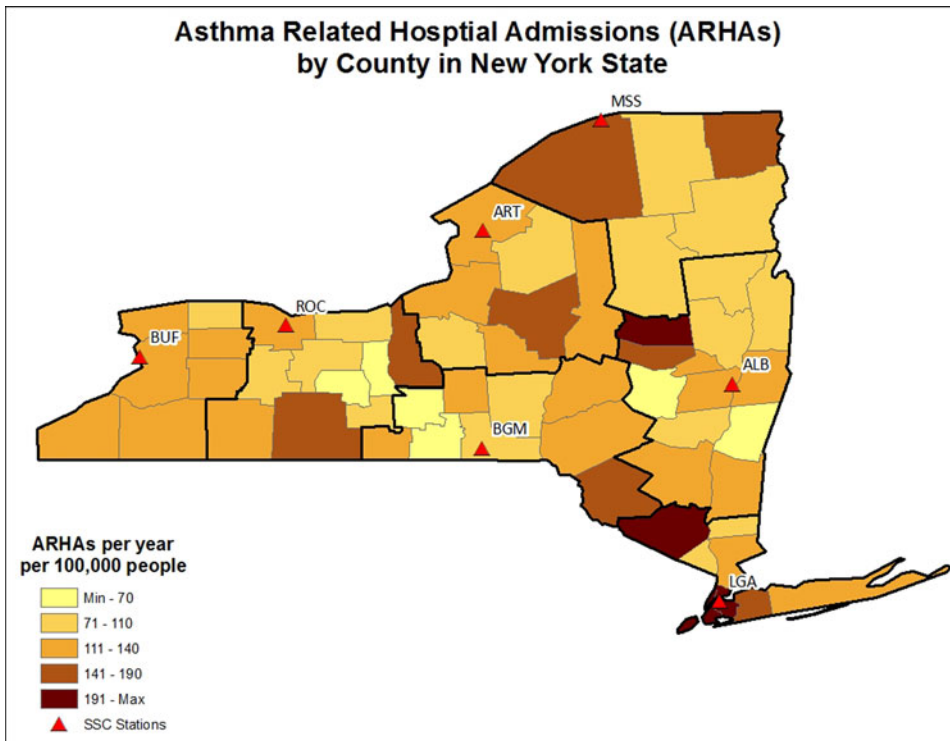 Asthma Related Hosptial Admissions (ARHAs)
by County in New York State
MSS
ART
ROC
BUF
ALB
BGM
LGA
ARHAs per year
per 100,000 people
Min - 70
71 - 110
111 - 140
141 - 190
191 - Max
SSC Stations